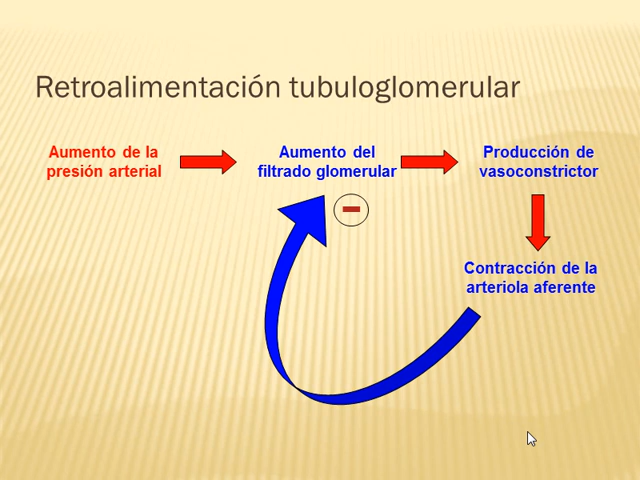 Retroalimentación tubuloglomerular
Aumento de la
presión arterial
Aumento del
filtrado glomerular
Producción de
vasoconstrictor
Contracción de la
arteriola aferente